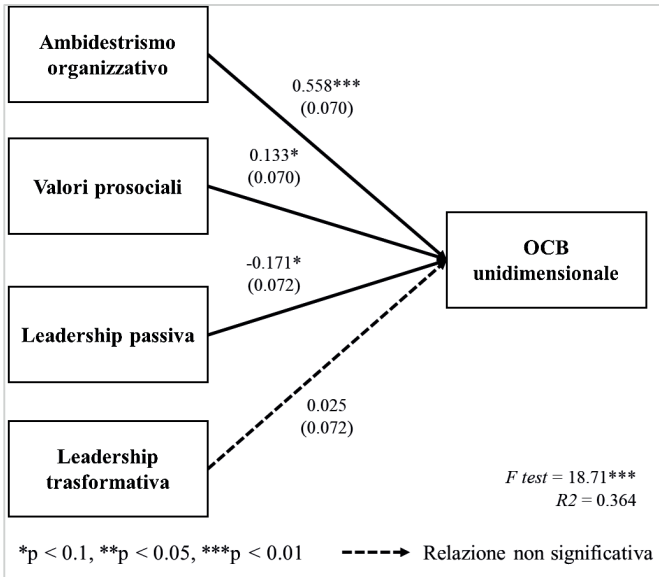 Ambidestrismo
organizzativo
0.558***
(0.070)
Valori prosociali
0.133*
(0.070)
OCB
unidimensionale
-0.171*
(0.072)
Leadership passiva
0.025
(0.072)
Leadership
trasformativa
F test = 18.71***
R2 = 0.364
*p < 0.1, **p < 0.05, ***p < 0.01
Relazione non significativa